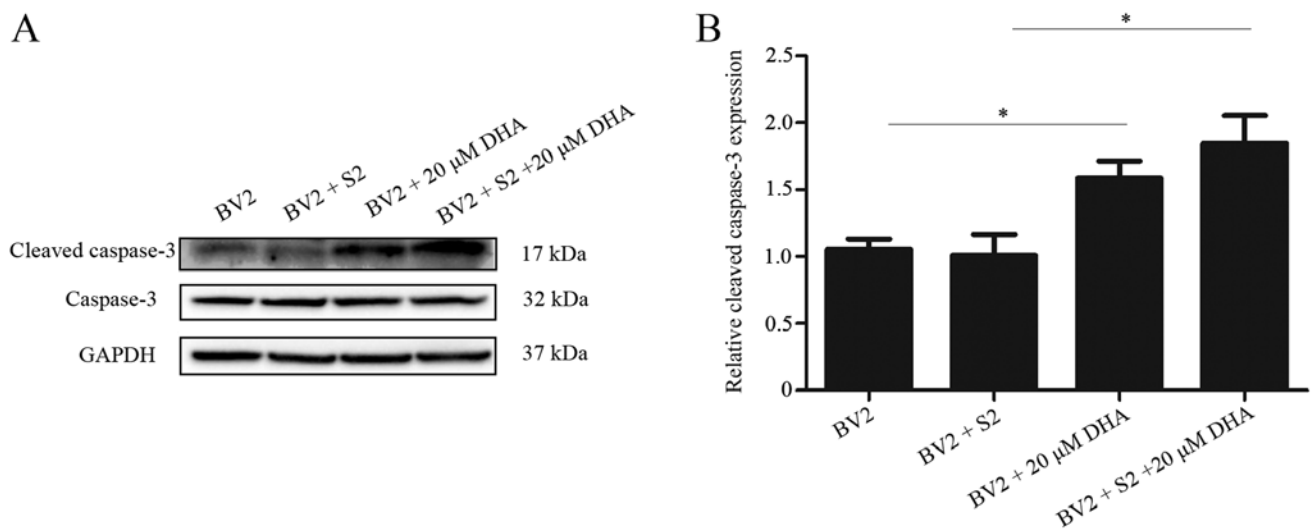 A
BV2
BV2 + S2
BV2 + 20 μM DHA
BV2 + S2 +20 μM DHA
Cleaved caspase-3
17 kDa
Caspase-3
32 kDa
GAPDH
37 kDa
B
*
*
Relative cleaved caspase-3 expression
2.5
2.0
1.5
1.0
0.5
0
BV2
BV2 + S2
BV2 + 20 μM DHA
BV2 + S2 +20 μM DHA